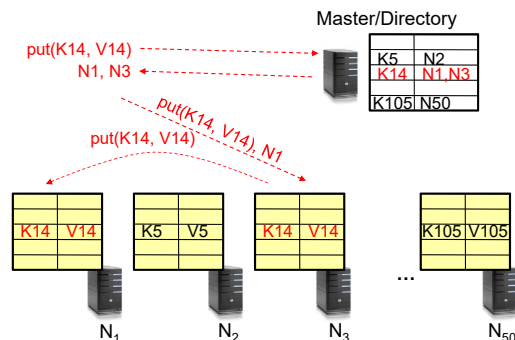 Master/Directory
put(K14, V14)
N1, N3
K5 N2
K14 N1,N3
K105 N50
put(K14, V14), N1
put(K14, V14)
K14 V14
K5 V5
K14 V14
K105 V105
...
N1
N2
N3
N50